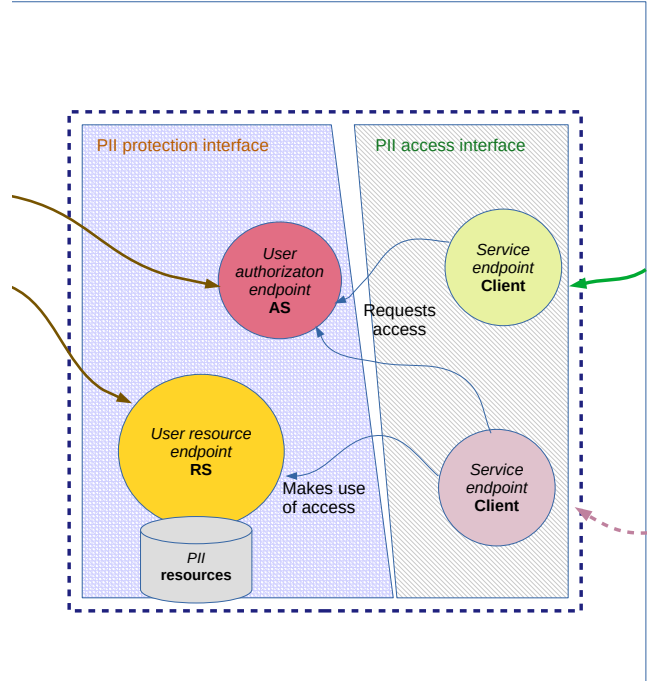 PII protection interface
PII access interface
User
authorizaton
endpoint
AS
Service
endpoint
Client
Requests
access
User resource
endpoint
RS
Makes use
of access
Service
endpoint
Client
PII
resources